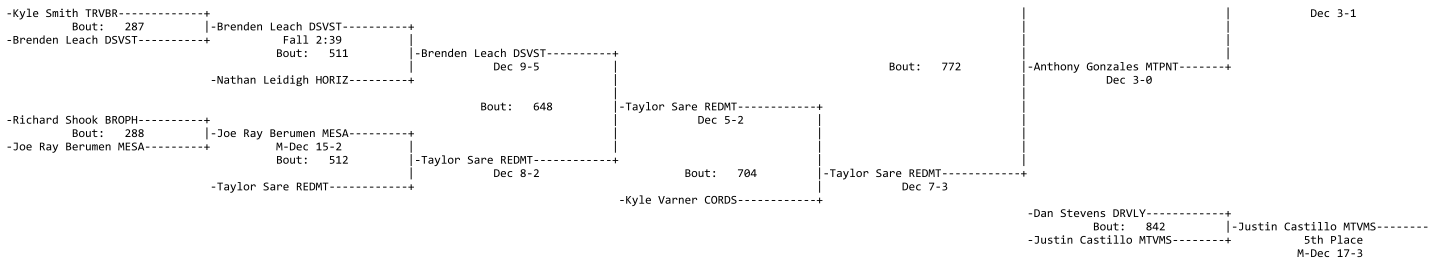 -Kyle Smith TRVBR-------------+ | | Dec 3-1
Bout: 287 |-Brenden Leach DSVST----------+ | |
-Brenden Leach DSVST----------+ Fall 2:39 | | |
Bout: 511 |-Brenden Leach DSVST----------+ | |
| Dec 9-5 | Bout: 772 |-Anthony Gonzales MTPNT-------+
-Nathan Leidigh HORIZ---------+ | | Dec 3-0
| |
Bout: 648 |-Taylor Sare REDMT------------+ |
-Richard Shook BROPH----------+ | Dec 5-2 | |
Bout: 288 |-Joe Ray Berumen MESA---------+ | | |
-Joe Ray Berumen MESA---------+ M-Dec 15-2 | | | |
Bout: 512 |-Taylor Sare REDMT------------+ | |
| Dec 8-2 Bout: 704 |-Taylor Sare REDMT------------+
-Taylor Sare REDMT------------+ | Dec 7-3
-Kyle Varner CORDS------------+
-Dan Stevens DRVLY------------+
Bout: 842 |-Justin Castillo MTVMS--------
-Justin Castillo MTVMS--------+ 5th Place
M-Dec 17-3